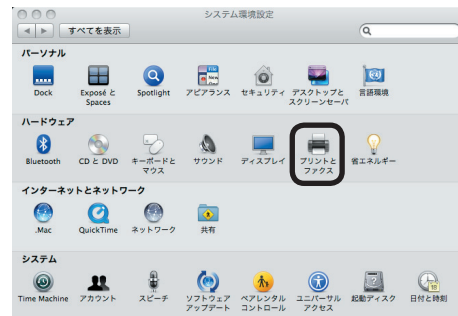 システム環境設定
すべてを表示
パーソナル
Dock
Exposé と
Spaces
Spotlight
アピアランス
セキュリティ
デスクトップと
スクリーンセーバ
言語環境
ハードウェア
Bluetooth
CD と DVD
キーボードと
マウス
サウンド
ディスプレイ
プリントと
ファクス
省エネルギー
インターネットとネットワーク
.Mac
QuickTime
ネットワーク
共有
システム
Time Machine
アカウント
スピーチ
ソフトウェア
アップデート
ペアレンタル
コントロール
ユニバーサル
アクセス
起動ディスク
日付と時刻